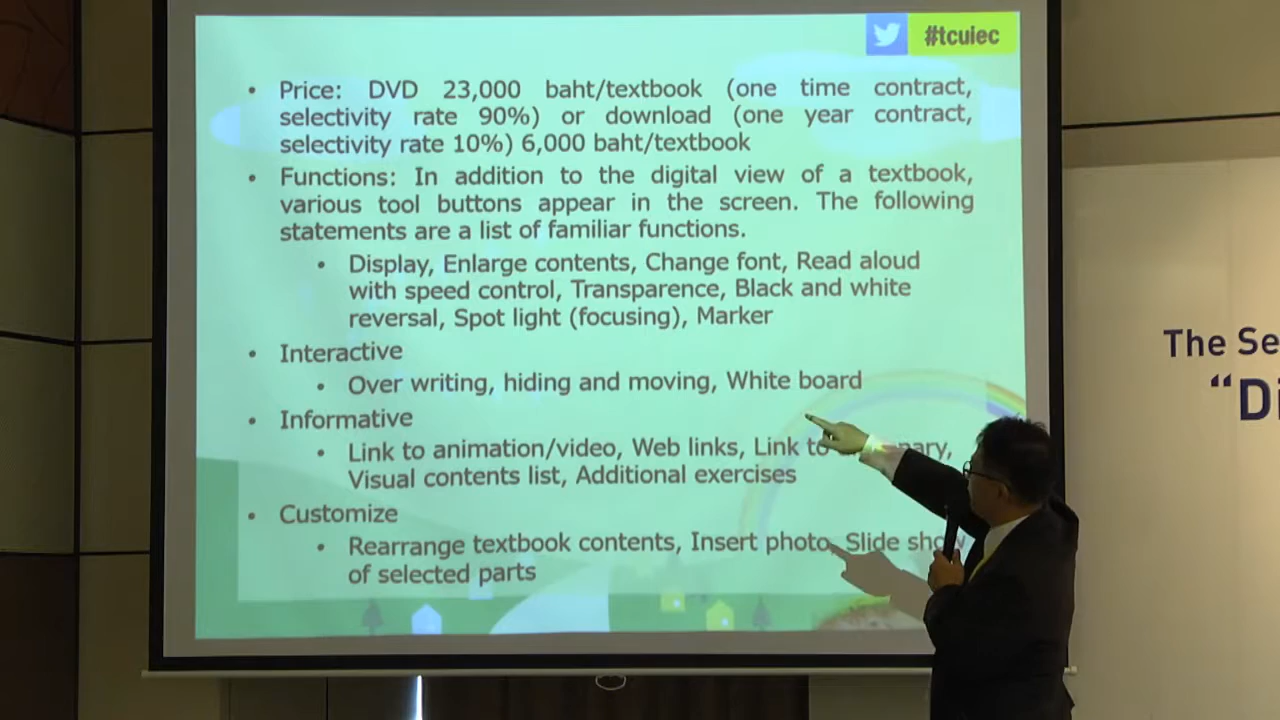 #tcuiec
• Price: DVD 23,000 baht/textbook (one time contract,
selectivity rate 90%) or download (one year contract,
selectivity rate 10%) 6,000 baht/textbook
• Functions: In addition to the digital view of a textbook,
various tool buttons appear in the screen. The following
statements are a list of familiar functions.
• Display, Enlarge contents, Change font, Read aloud
with speed control, Transparence, Black and white
reversal, Spot light (focusing), Marker
• Interactive
• Over writing, hiding and moving, White board
• Informative
• Link to animation/video, Web links, Link to
Visual contents list, Additional exercises
• Customize
• Rearrange textbook contents, Insert photo, Slide show
of selected parts
The Se
“Di